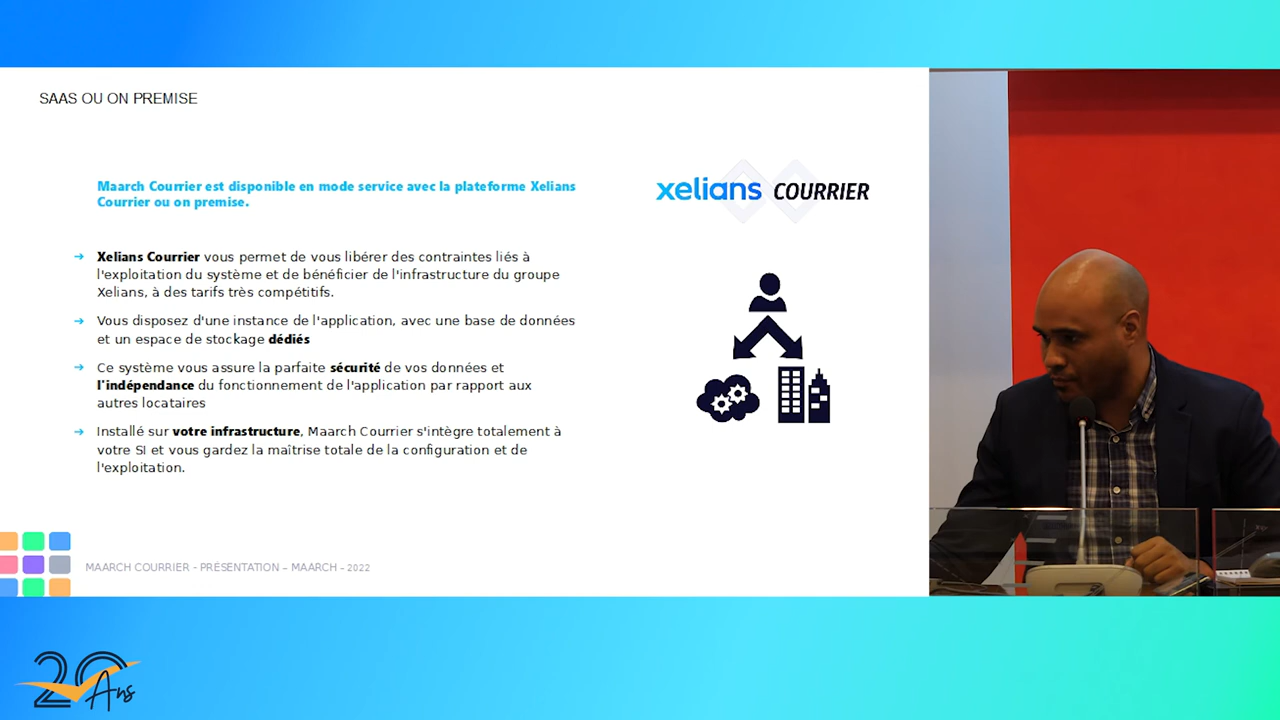 SAAS OU ON PREMISE
Maarch Courrier est disponible en mode service avec la plateforme Xelians
Courrier ou on premise.
xelians COURRIER
➔ Xelians Courrier vous permet de vous libérer des contraintes liés à
l'exploitation du système et de bénéficier de l'infrastructure du groupe
Xelians, à des tarifs très compétitifs.
➔ Vous disposez d'une instance de l'application, avec une base de données
et un espace de stockage dédiés
➔ Ce système vous assure la parfaite sécurité de vos données et
l'indépendance du fonctionnement de l'application par rapport aux
autres locataires
➔ Installé sur votre infrastructure, Maarch Courrier s'intègre totalement à
votre SI et vous gardez la maîtrise totale de la configuration et de
l'exploitation.
MAARCH COURRIER - PRÉSENTATION – MAARCH – 2022
20 Ans